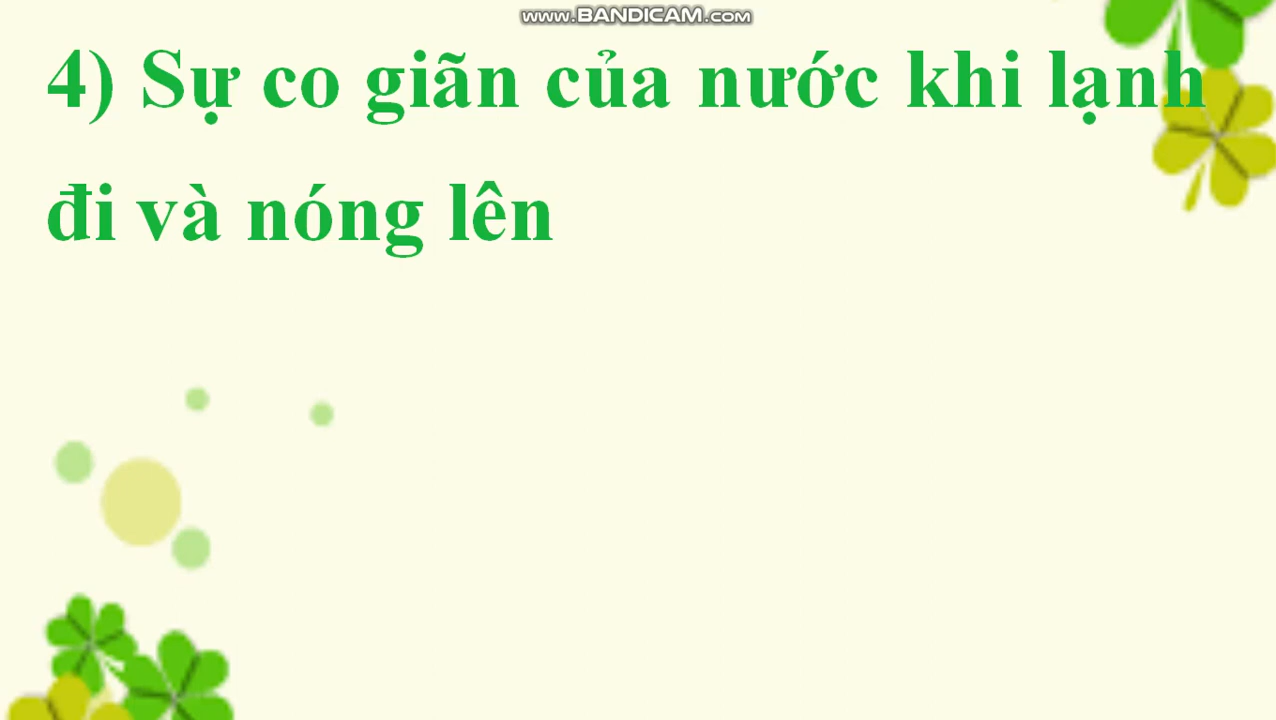 www.BANDICAM.com
4) Sự co giãn của nước khi lạnh
đi và nóng lên